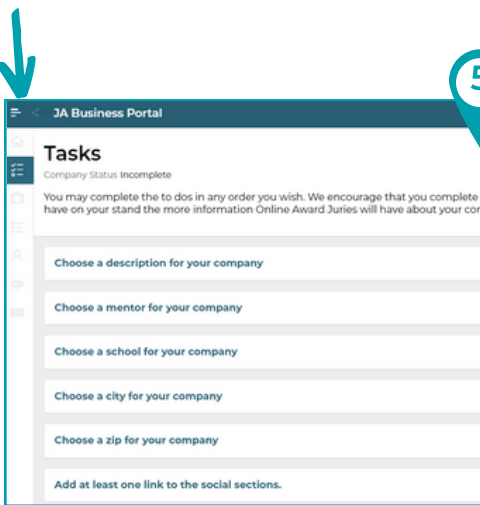 5
JA Business Portal
Tasks
Company Status Incomplete
You may complete the to dos in any order you wish. We encourage that you complete
have on your stand the more information Online Award Juries will have about your
Choose a description for your company
Choose a mentor for your company
Choose a school for your company
Choose a city for your company
Choose a zip for your company
Add at least one link to the social sections.